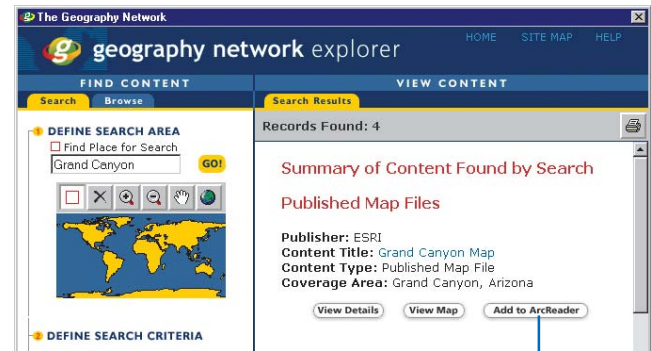 The Geography Network
geography network explorer
HOME SITE MAP HELP
FIND CONTENT
VIEW CONTENT
Search Browse
Search Results
1 DEFINE SEARCH AREA
Find Place for Search
Grand Canyon GO!
2 DEFINE SEARCH CRITERIA
Records Found: 4
Summary of Content Found by Search
Published Map Files
Publisher: ESRI
Content Title: Grand Canyon Map
Content Type: Published Map File
Coverage Area: Grand Canyon, Arizona
View Details View Map Add to ArcReader